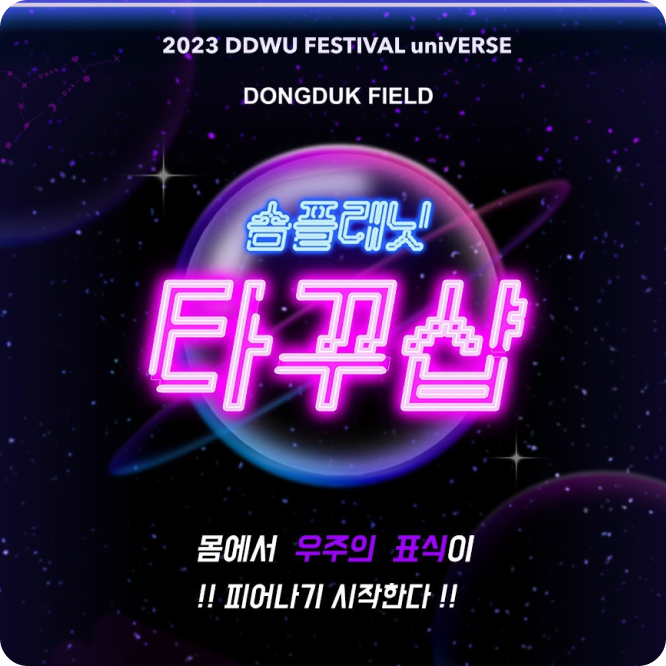 2023 DDWU FESTIVAL uniVERSE
DONGDUK FIELD
솜플래닛
타꾸샵
몸에서 우주의 표식이
!! 피어나기 시작한다 !!